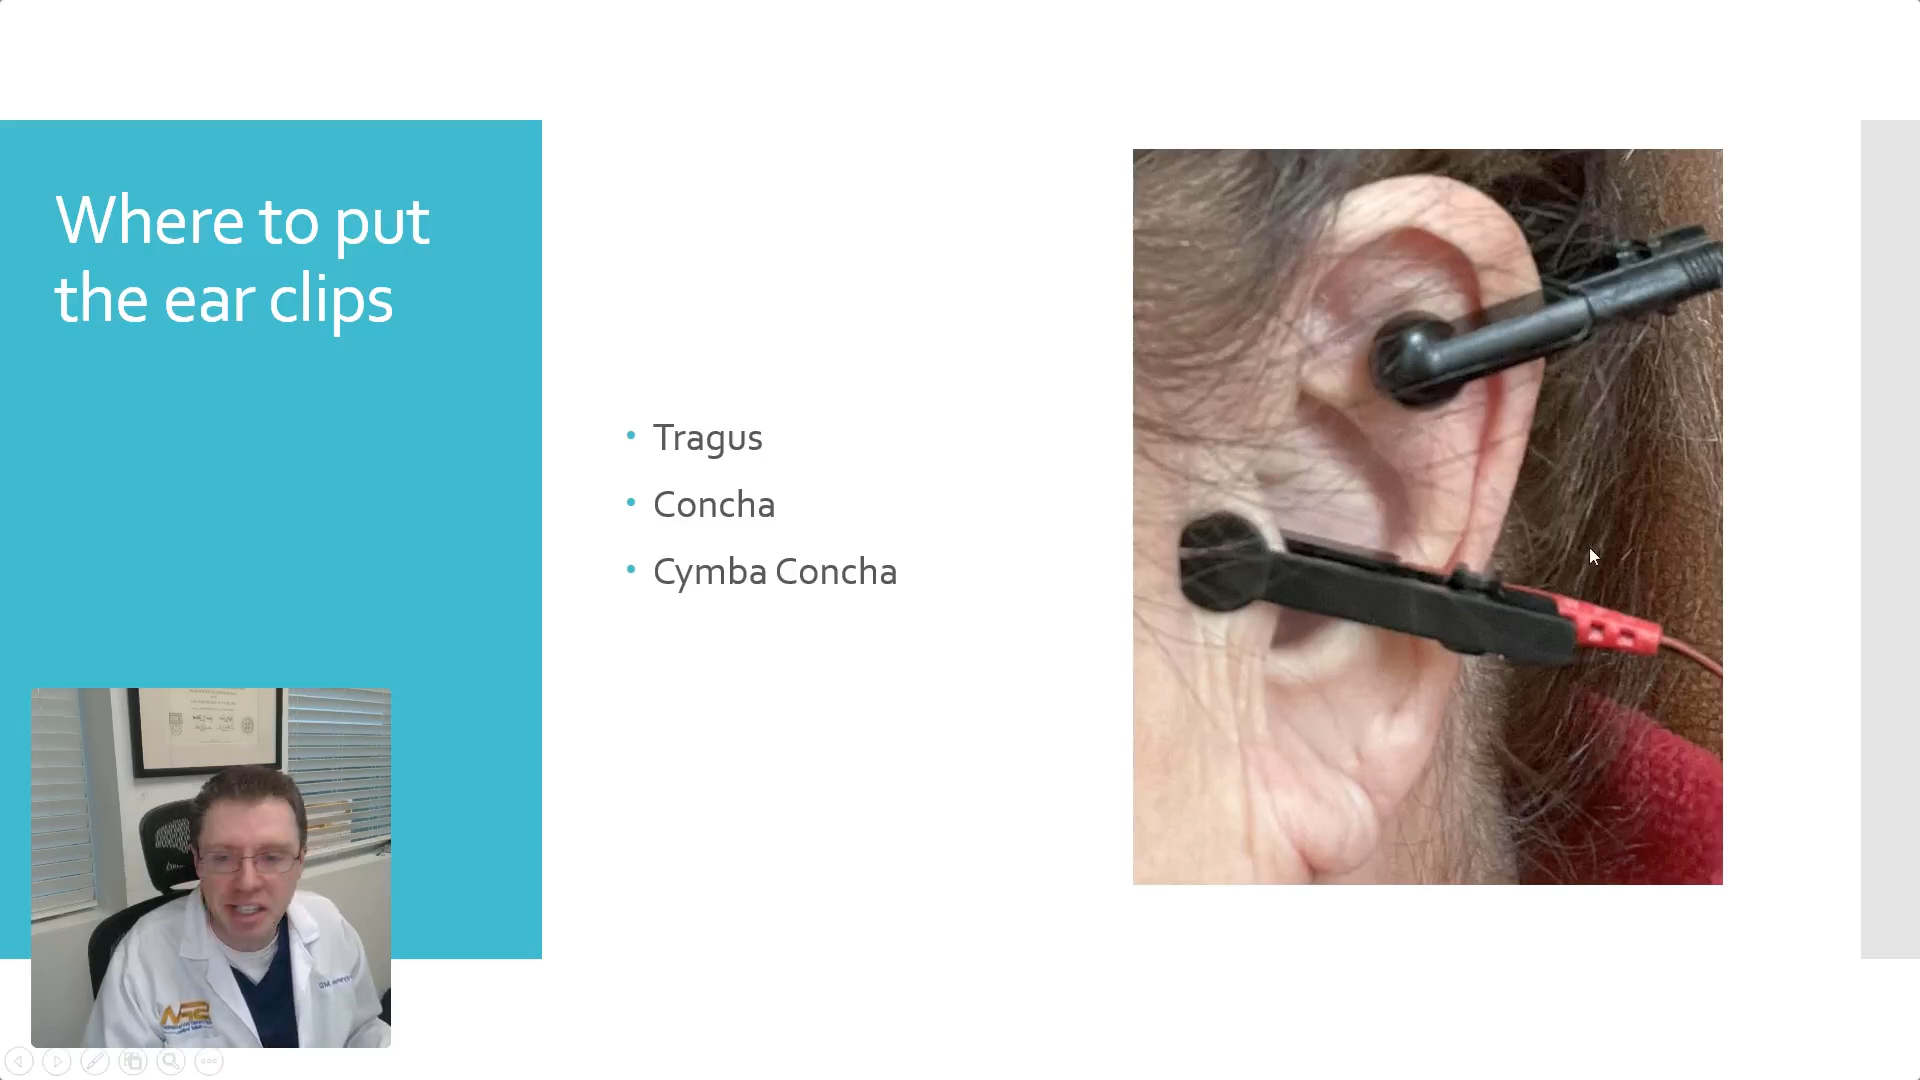 Where to put
the ear clips
• Tragus
• Concha
• Cymba Concha